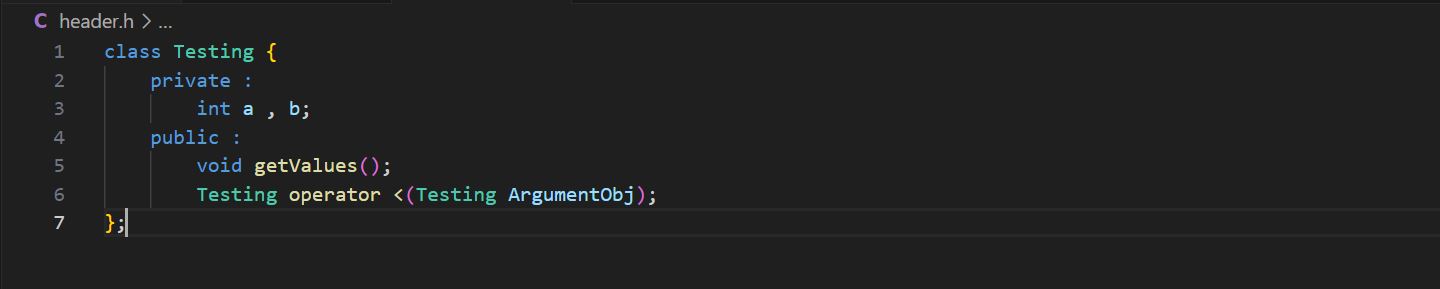 C header.h > ...
1 class Testing {
2     private :
3         int a , b;
4     public :
5         void getValues();
6         Testing operator <(Testing ArgumentObj);
7 };